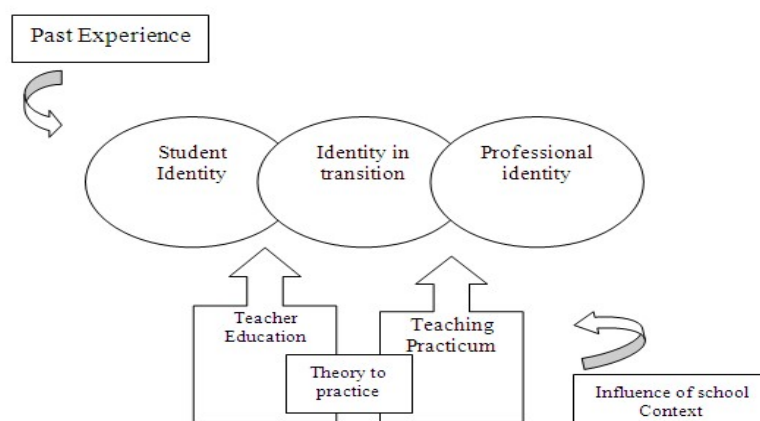 Past Experience
Student
Identity
Identity in
transition
Professional
identity
Teacher
Education
Teaching
Practicum
Theory to
practice
Influence of school
Context